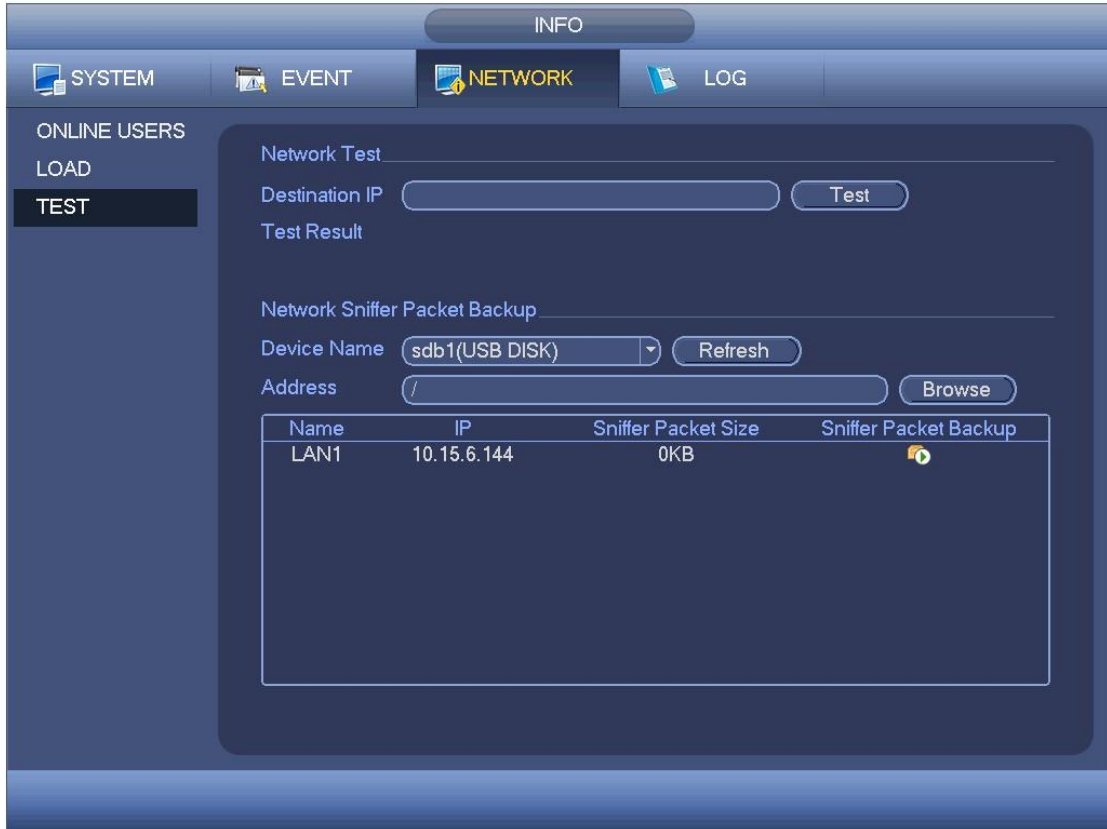 INFO
SYSTEM EVENT NETWORK LOG
ONLINE USERS
LOAD
TEST
Network Test
Destination IP Test
Test Result
Network Sniffer Packet Backup
Device Name sdb1(USB DISK) Refresh
Address / Browse
Name IP Sniffer Packet Size Sniffer Packet Backup
LAN1 10.15.6.144 0KB